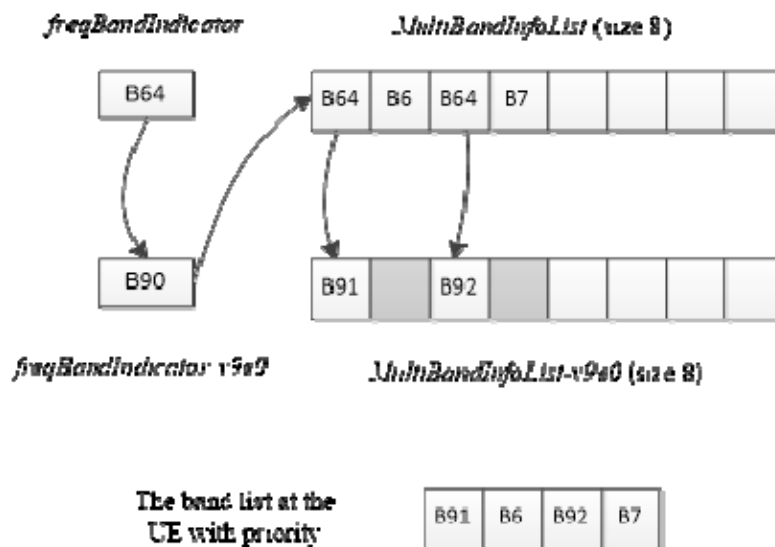 freqBandIndicator
MultiBandInfoList (size 8)
B64
B64 B6 B64 B7
B90
B91 B92
freqBandIndicator v9e0
MultiBandInfoList-v9e0 (size 8)
The band list at the
UE with priority
B91 B6 B92 B7